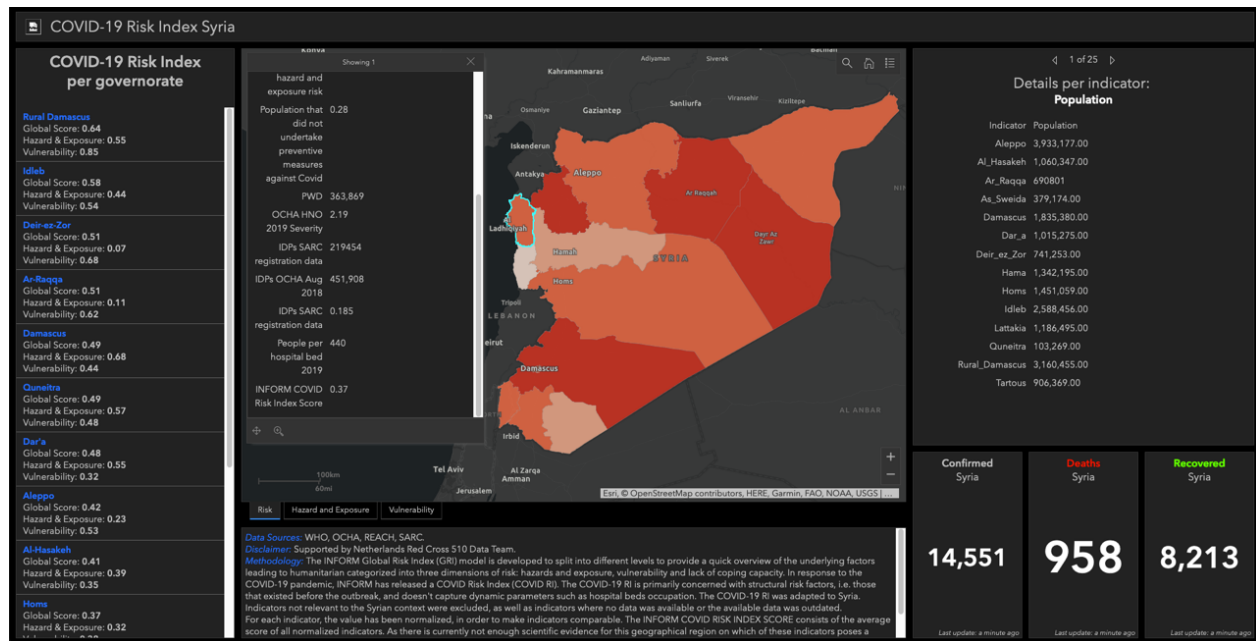 COVID-19 Risk Index Syria
COVID-19 Risk Index
per governorate
Rural Damascus
Global Score: 0.64
Hazard & Exposure: 0.55
Vulnerability: 0.85
Idleb
Global Score: 0.58
Hazard & Exposure: 0.44
Vulnerability: 0.54
Deir-ez-Zor
Global Score: 0.51
Hazard & Exposure: 0.07
Vulnerability: 0.68
Ar-Raqqa
Global Score: 0.51
Hazard & Exposure: 0.11
Vulnerability: 0.62
Damascus
Global Score: 0.49
Hazard & Exposure: 0.68
Vulnerability: 0.44
Quneitra
Global Score: 0.49
Hazard & Exposure: 0.57
Vulnerability: 0.48
Dar'a
Global Score: 0.48
Hazard & Exposure: 0.55
Vulnerability: 0.32
Aleppo
Global Score: 0.42
Hazard & Exposure: 0.23
Vulnerability: 0.53
Al-Hasakeh
Global Score: 0.41
Hazard & Exposure: 0.39
Vulnerability: 0.35
Homs
Global Score: 0.37
Hazard & Exposure: 0.32
Showing 1
hazard and
exposure risk
Population that 0.28
did not
undertake
preventive
measures
against Covid
PWD 363,869
OCHA HNO 2.19
2019 Severity
IDPs SARC 219454
registration data
IDPs OCHA Aug 451,908
2018
IDPs SARC 0.185
registration data
People per 440
hospital bed
2019
INFORM COVID 0.37
Risk Index Score
Konya
Adiyaman
Siverek
Kahramanmaras
Osmaniye
Gaziantep
Sanliurfa
Viransehir
Kiziltepe
Iskenderun
Antakya
Aleppo
Ar Raqqah
Ladhiqiyah
Deyr Az
Zawr
Hamah
SYRIA
Homs
Tripoli
LEBANON
eirut
Damascus
Irbid
AL ANBAR
Tel Aviv
Al Zarqa
Amman
Jerusalem
100km
60mi
Esri, © OpenStreetMap contributors, HERE, Garmin, FAO, NOAA, USGS | ...
Risk
Hazard and Exposure
Vulnerability
Data Sources: WHO, OCHA, REACH, SARC.
Disclaimer: Supported by Netherlands Red Cross 510 Data Team.
Methodology: The INFORM Global Risk Index (GRI) model is developed to split into different levels to provide a quick overview of the underlying factors
leading to humanitarian categorized into three dimensions of risk: hazards and exposure, vulnerability and lack of coping capacity. In response to the
COVID-19 pandemic, INFORM has released a COVID Risk Index (COVID RI). The COVID-19 RI is primarily concerned with structural risk factors, i.e. those
that existed before the outbreak, and doesn't capture dynamic parameters such as hospital beds occupation. The COVID-19 RI was adapted to Syria.
Indicators not relevant to the Syrian context were excluded, as well as indicators where no data was available or the available data was outdated.
For each indicator, the value has been normalized, in order to make indicators comparable. The INFORM COVID RISK INDEX SCORE consists of the average
score of all normalized indicators. As there is currently not enough scientific evidence for this geographical region on which of these indicators poses a
1 of 25
Details per indicator:
Population
Indicator Population
Aleppo 3,933,177.00
Al_Hasakeh 1,060,347.00
Ar_Raqqa 690801
As_Sweida 379,174.00
Damascus 1,835,380.00
Dar_a 1,015,275.00
Deir_ez_Zor 741,253.00
Hama 1,342,195.00
Homs 1,451,059.00
Idleb 2,588,456.00
Lattakia 1,186,495.00
Quneitra 103,269.00
Rural_Damascus 3,160,455.00
Tartous 906,369.00
Confirmed
Syria
14,551
Last update: a minute ago
Deaths
Syria
958
Last update: a minute ago
Recovered
Syria
8,213
Last update: a minute ago